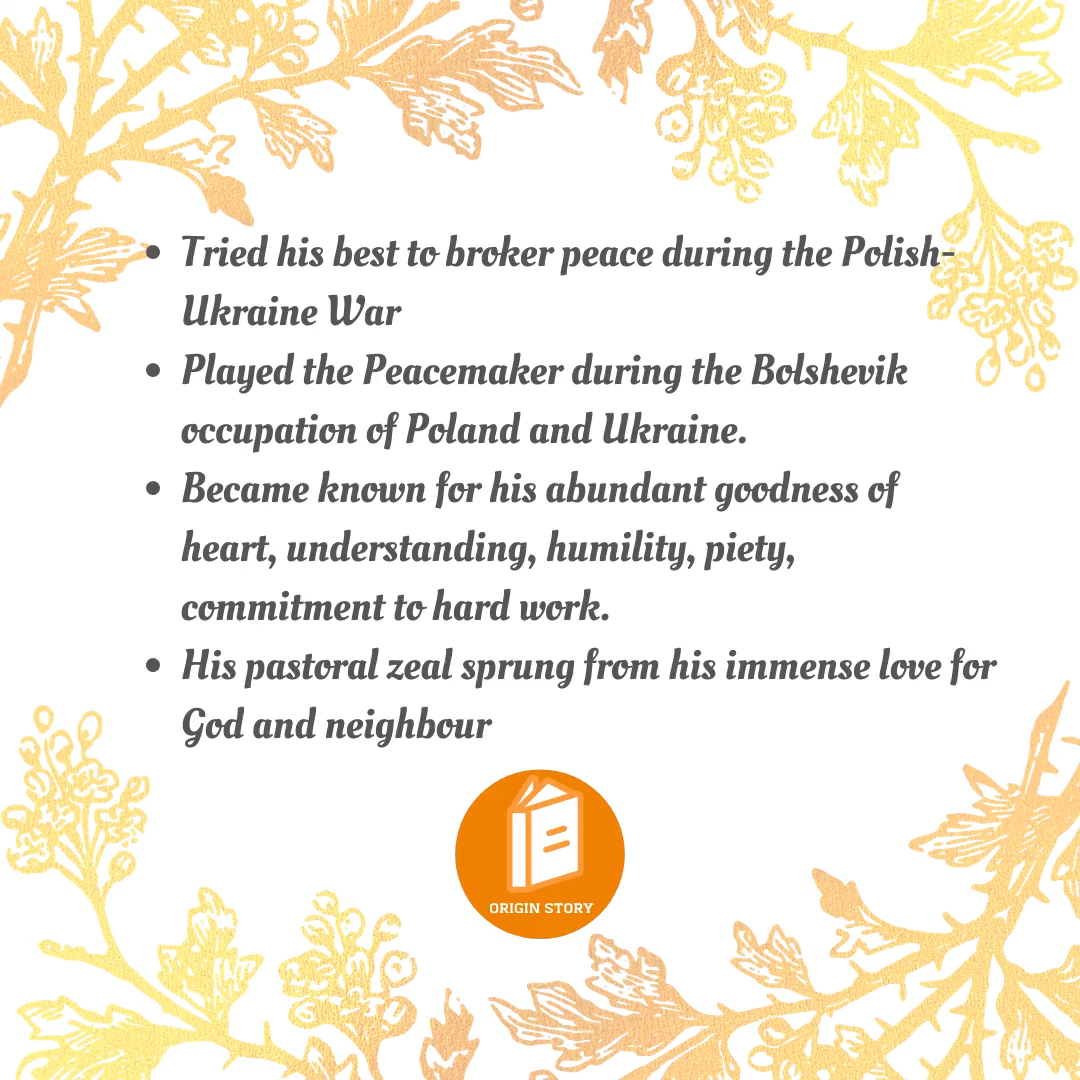 • Tried his best to broker peace during the Polish-
Ukraine War
• Played the Peacemaker during the Bolshevik
occupation of Poland and Ukraine.
• Became known for his abundant goodness of
heart, understanding, humility, piety,
commitment to hard work.
• His pastoral zeal sprung from his immense love for
God and neighbour
ORIGIN STORY